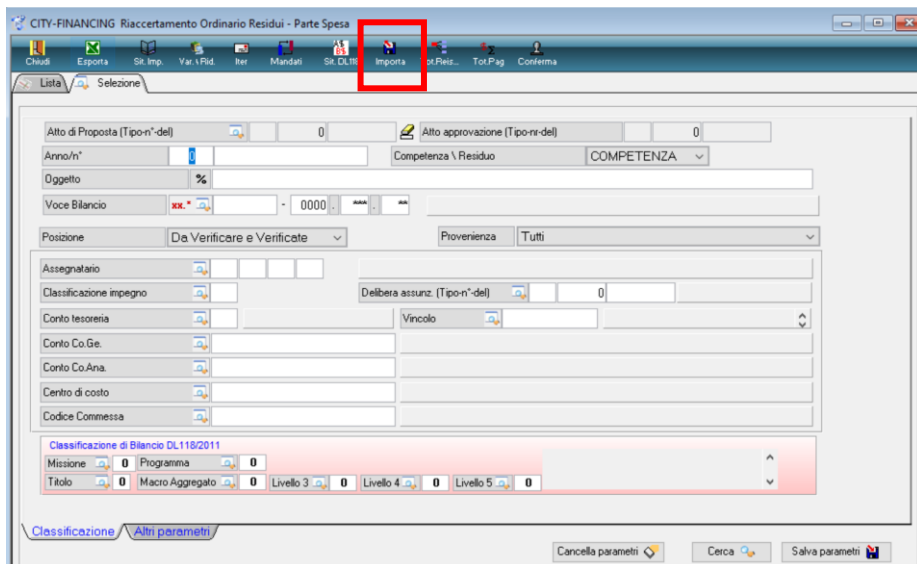 CITY-FINANCING Riaccertamento Ordinario Residui - Parte Spesa
Chiudi Esporta Sit. Imp. Var. \ Rid. Iter Mandati Sit. DL118 Importa Tot.Reis... Tot.Pag Conferma
Lista Selezione
Atto di Proposta (Tipo-n°-del) 0 Atto approvazione (Tipo-nr-del) 0
Anno/n° 0 Competenza \ Residuo COMPETENZA
Oggetto %
Voce Bilancio xx.* - 0000 . *** . **
Posizione Da Verificare e Verificate Provenienza Tutti
Assegnatario
Classificazione impegno Delibera assunz. (Tipo-n°-del) 0
Conto tesoreria Vincolo
Conto Co.Ge.
Conto Co.Ana.
Centro di costo
Codice Commessa
Classificazione di Bilancio DL118/2011
Missione 0 Programma 0
Titolo 0 Macro Aggregato 0 Livello 3 0 Livello 4 0 Livello 5 0
Classificazione Altri parametri
Cancella parametri Cerca Salva parametri